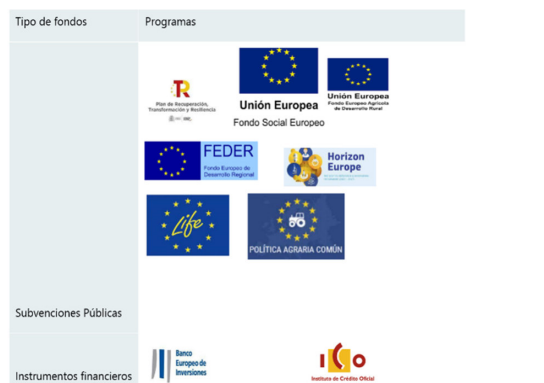 Tipo de fondos
Programas
Plan de Recuperación,
Transformación y Resiliencia
Unión Europea
Fondo Social Europeo
Unión Europea
Fondo Europeo Agrícola
de Desarrollo Rural
FEDER
Fondo Europeo de
Desarrollo Regional
Horizon
Europe
Life
POLÍTICA AGRARIA COMÚN
Subvenciones Públicas
Banco
Europeo de
Inversiones
ICO
Instituto de Crédito Oficial
Instrumentos financieros